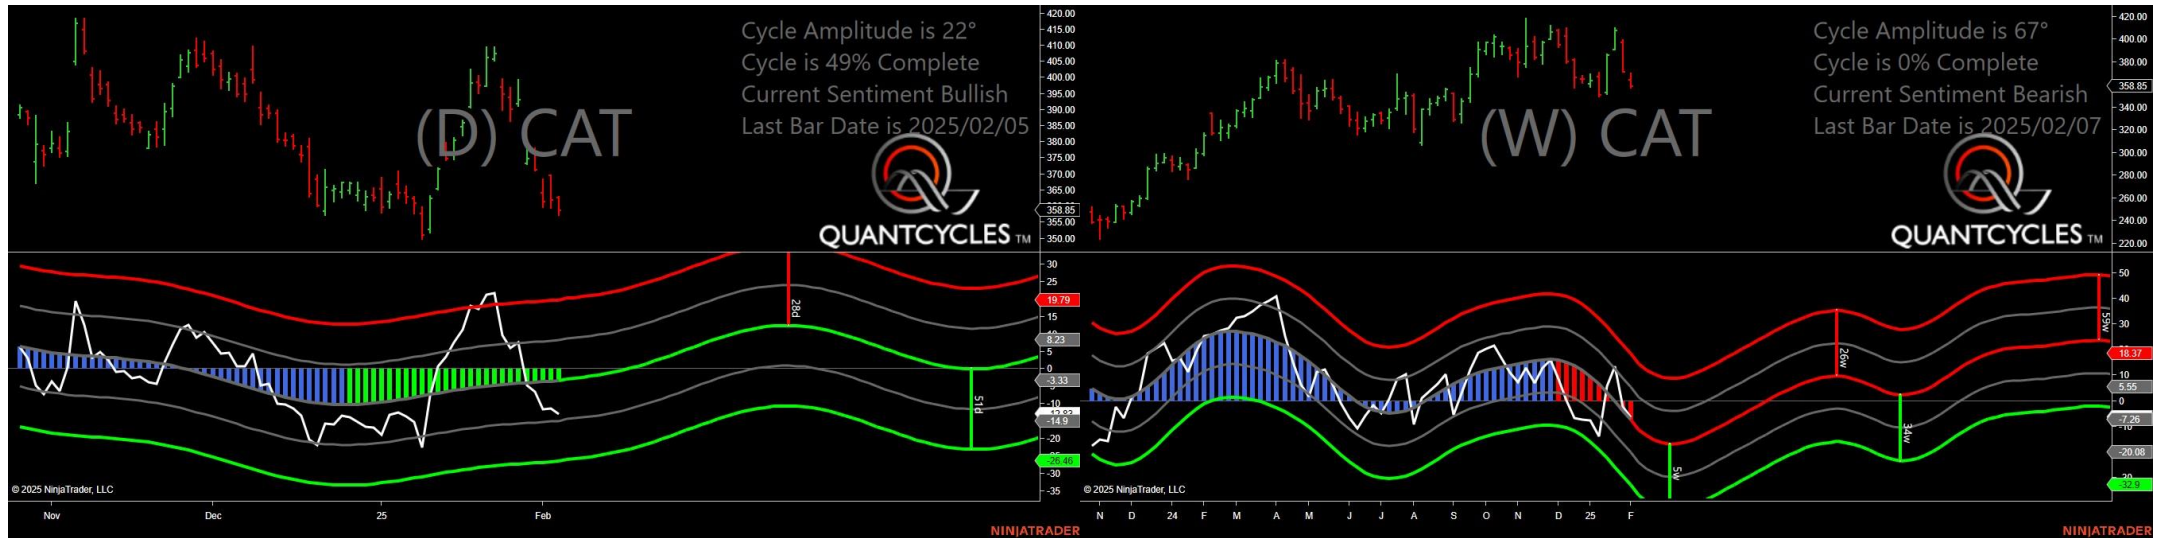 Cycle Amplitude is 22°
Cycle is 49% Complete
Current Sentiment Bullish
Last Bar Date is 2025/02/05
(D) CAT
QUANTCYCLES TM
420.00
415.00
410.00
405.00
400.00
395.00
390.00
385.00
380.00
375.00
370.00
365.00
358.85
355.00
350.00
30
25
19.79
15
10
8.23
5
0
-3.33
-10
-12.83
-14.9
-20
-26.46
-30
-35
28d
51d
© 2025 NinjaTrader, LLC
Nov Dec 25 Feb
NINJATRADER
Cycle Amplitude is 67°
Cycle is 0% Complete
Current Sentiment Bearish
Last Bar Date is 2025/02/07
(W) CAT
QUANTCYCLES TM
420.00
400.00
380.00
358.85
340.00
320.00
300.00
280.00
260.00
240.00
220.00
50
40
30
18.37
10
5.55
0
-7.26
-20.08
-32.9
5w
26w
34w
59w
© 2025 NinjaTrader, LLC
N D 24 F M A M J J A S O N D 25 F
NINJATRADER